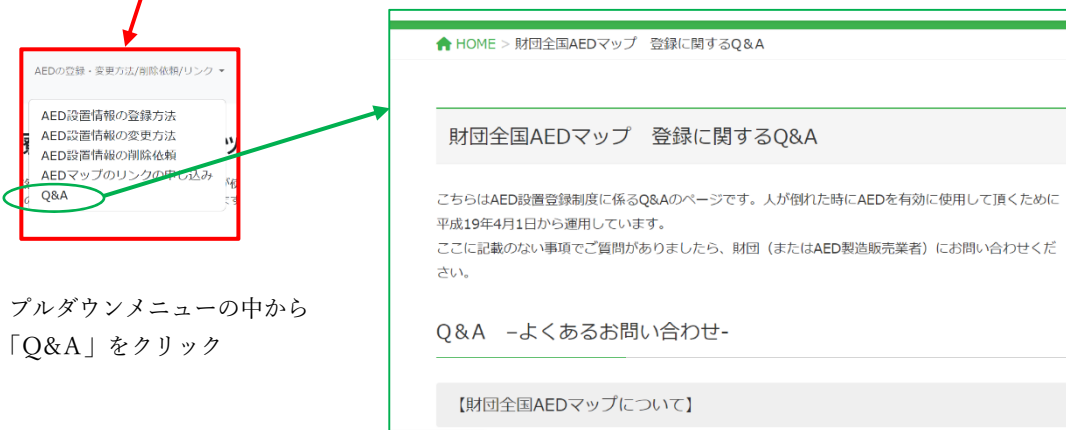 AEDの登録・変更方法/削除依頼/リンク
AED設置情報の登録方法
AED設置情報の変更方法
AED設置情報の削除依頼
AEDマップのリンクの申し込み
Q&A
プルダウンメニューの中から
「Q&A」をクリック
HOME > 財団全国AEDマップ　登録に関するQ&A
財団全国AEDマップ　登録に関するQ&A
こちらはAED設置登録制度に係るQ&Aのページです。人が倒れた時にAEDを有効に使用して頂くために
平成19年4月1日から運用しています。
ここに記載のない事項でご質問がありましたら、財団（またはAED製造販売業者）にお問い合わせくだ
さい。
Q&A　–よくあるお問い合わせ-
【財団全国AEDマップについて】